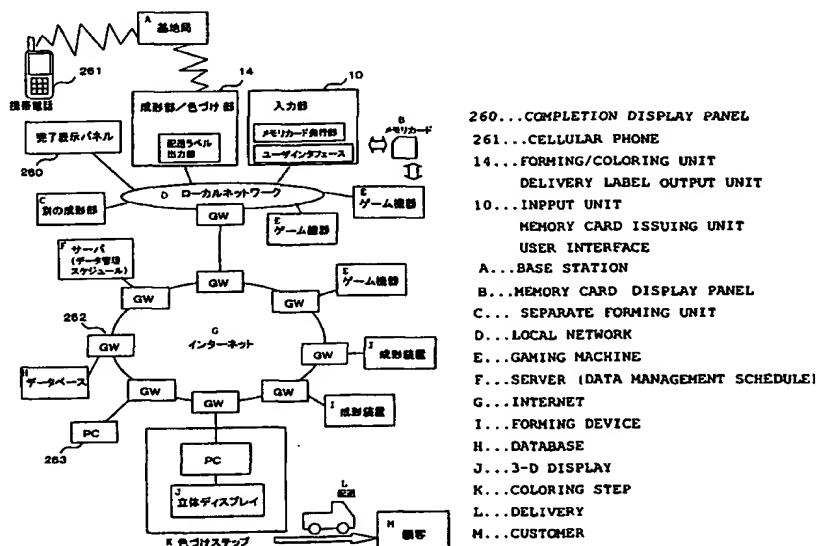 A
基地局
261
携帯電話
14
成形部/色づけ部
配送ラベル
出力部
10
入力部
メモリカード発行部
ユーザインタフェース
B
メモリカード
完了表示パネル
260
D ローカルネットワーク
C
別の成形部
GW
E
ゲーム機器
E
ゲーム機器
F サーバ
(データ管理
スケジュール)
GW
GW
GW
E
ゲーム機器
262
GW
G
インターネット
GW
I
成形装置
H
データベース
GW
GW
GW
I
成形装置
PC
263
PC
J
立体ディスプレイ
K 色づけステップ
L
配送
M
顧客
260...COMPLETION DISPLAY PANEL
261...CELLULAR PHONE
14...FORMING/COLORING UNIT
DELIVERY LABEL OUTPUT UNIT
10...INPPUT UNIT
MEMORY CARD ISSUING UNIT
USER INTERFACE
A...BASE STATION
B...MEMORY CARD DISPLAY PANEL
C... SEPARATE FORMING UNIT
D...LOCAL NETWORK
E...GAMING MACHINE
F...SERVER (DATA MANAGEMENT SCHEDULE)
G...INTERNET
I...FORMING DEVICE
H...DATABASE
J...3-D DISPLAY
K...COLORING STEP
L...DELIVERY
M...CUSTOMER